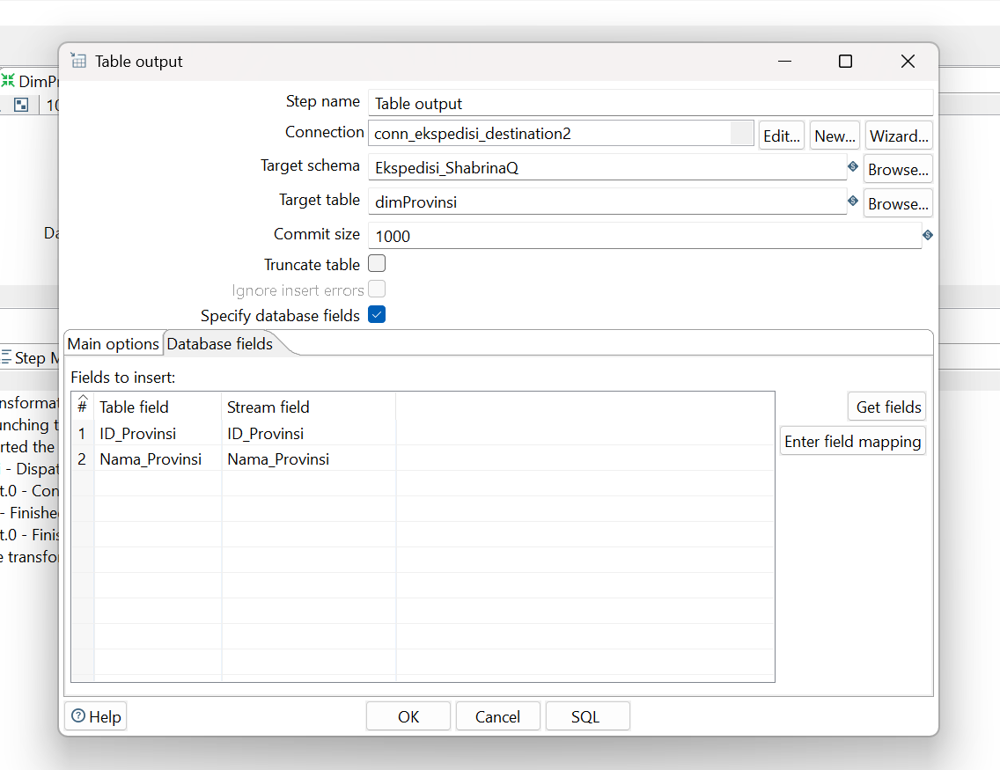 Table output
DimPr
10
Step name Table output
Connection conn_ekspedisi_destination2 Edit... New... Wizard...
Target schema Ekspedisi_ShabrinaQ Browse...
Target table dimProvinsi Browse...
Commit size 1000
Da
Truncate table
Ignore insert errors
Specify database fields
Main options Database fields
Step M
Fields to insert:
# Table field Stream field Get fields
1 ID_Provinsi ID_Provinsi
2 Nama_Provinsi Nama_Provinsi Enter field mapping
nsformat
unching t
rted the
- Dispat
t.0 - Con
- Finishe
t.0 - Finis
e transfor
Help OK Cancel SQL